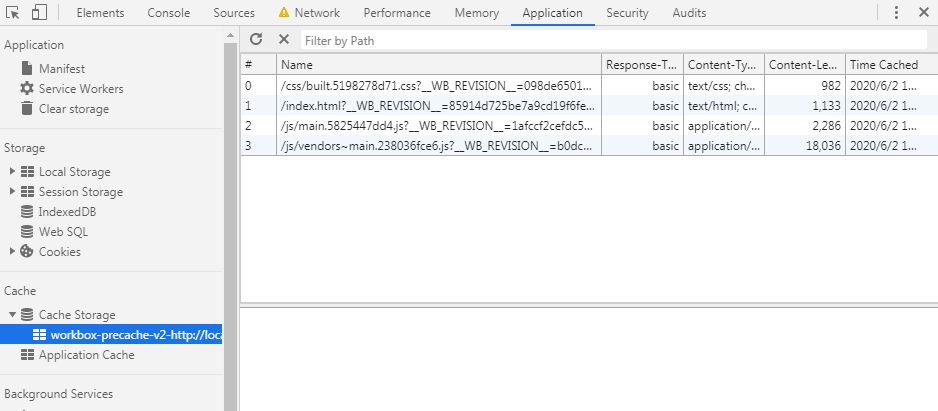 Elements Console Sources Network Performance Memory Application Security Audits
Application
Manifest
Service Workers
Clear storage
Storage
Local Storage
Session Storage
IndexedDB
Web SQL
Cookies
Cache
Cache Storage
workbox-precache-v2-http://loca
Application Cache
Background Services
Filter by Path
# Name Response-T... Content-Ty... Content-Le... Time Cached
0 /css/built.5198278d71.css?__WB_REVISION__=098de6501... basic text/css; ch... 982 2020/6/2 1...
1 /index.html?__WB_REVISION__=85914d725be7a9cd19f6fe... basic text/html; c... 1,133 2020/6/2 1...
2 /js/main.5825447dd4.js?__WB_REVISION__=1afccf2cefdc5... basic application/... 2,286 2020/6/2 1...
3 /js/vendors~main.238036fce6.js?__WB_REVISION__=b0dc... basic application/... 18,036 2020/6/2 1...